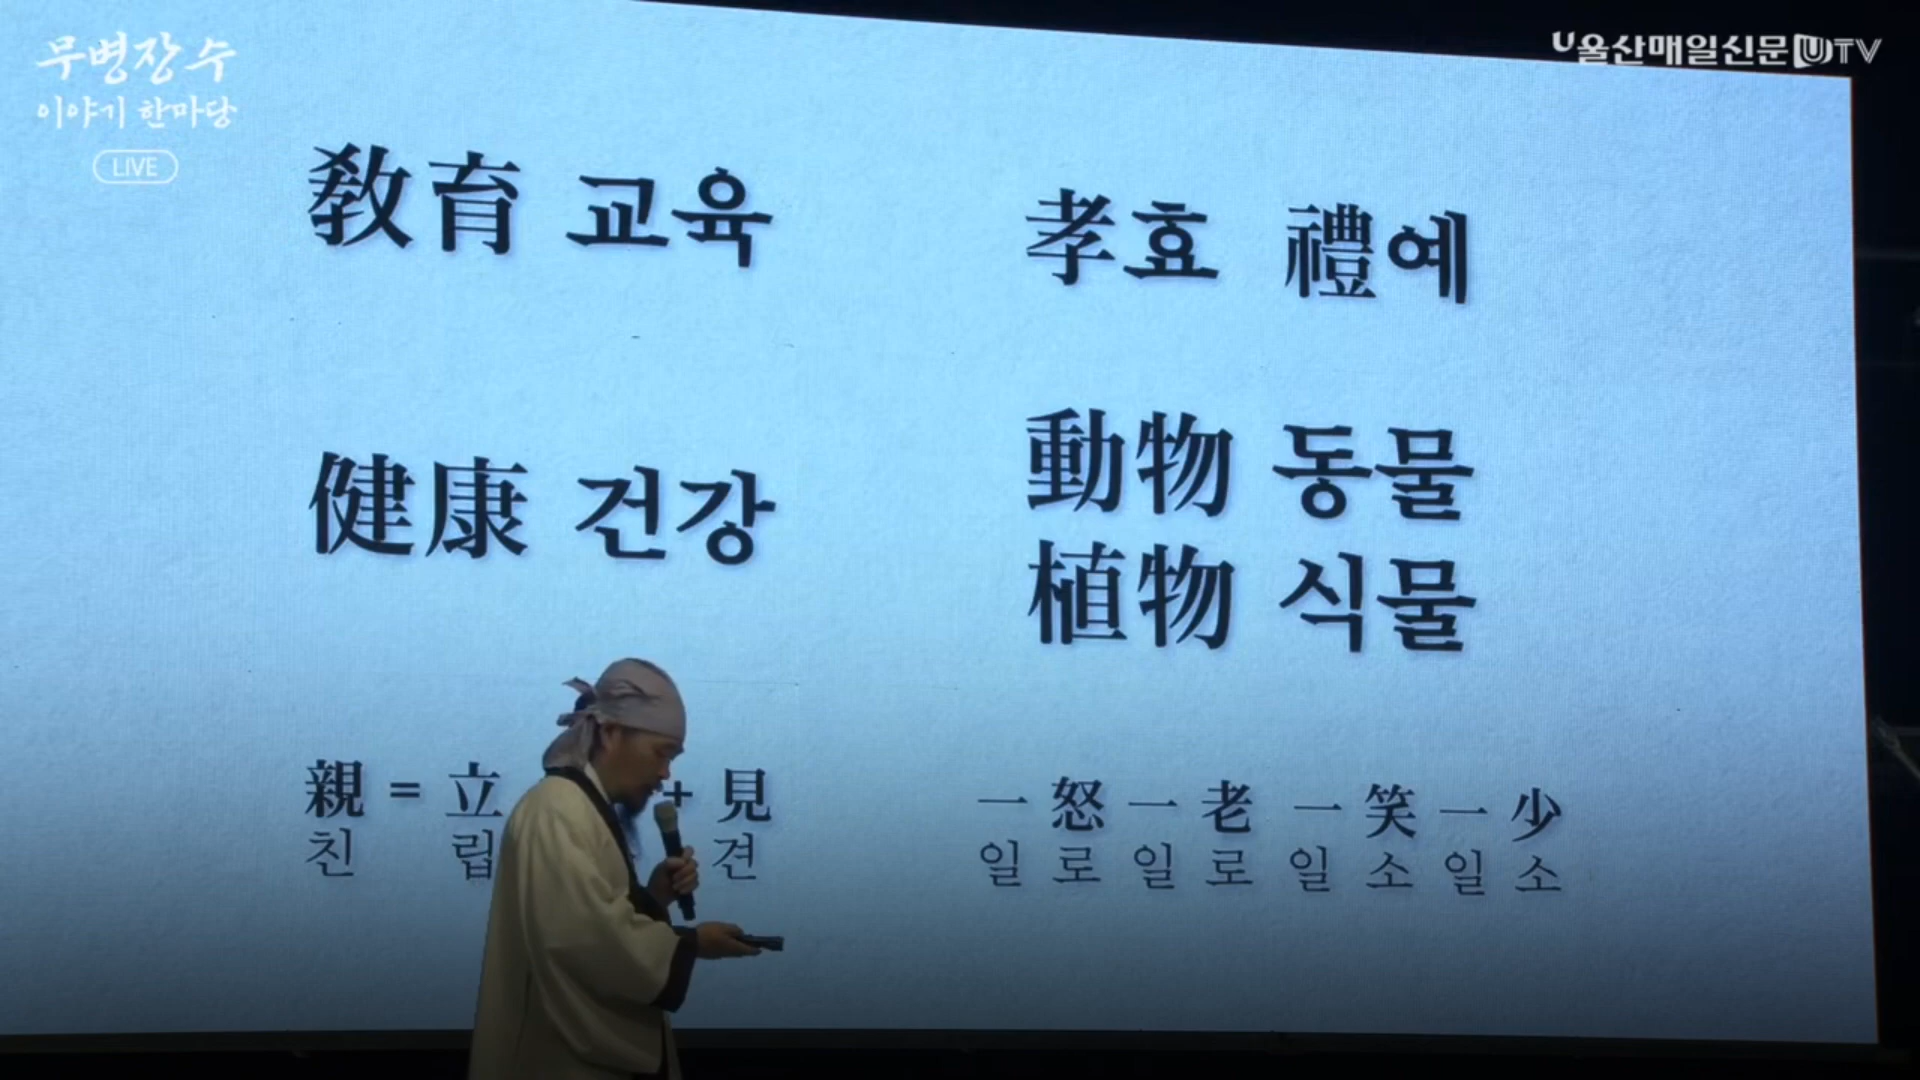 무병장수
이야기 한마당
LIVE
울산매일신문 UTV
敎育 교육
孝효 禮예
健康 건강
動物 동물
植物 식물
親 = 立 + 見
친 립 견
一 怒 一 老 一 笑 一 少
일 로 일 로 일 소 일 소